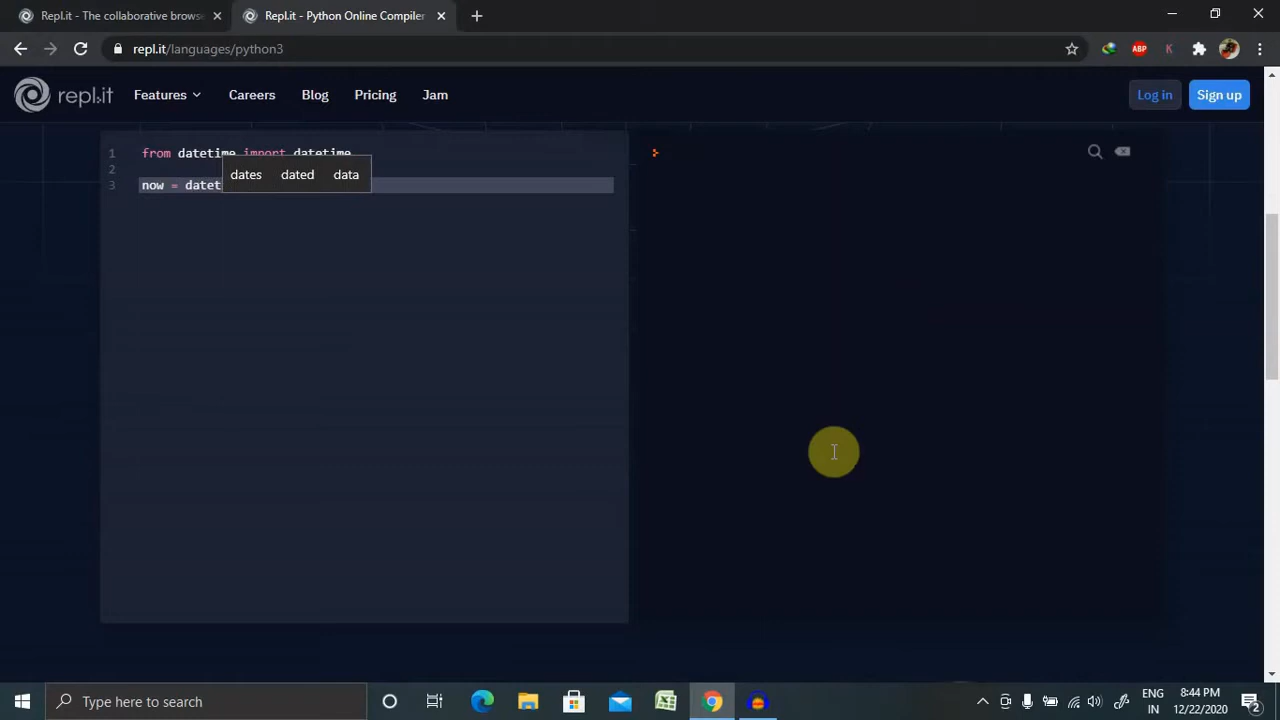 Repl.it - The collaborative brows
Repl.it - Python Online Compiler
repl.it/languages/python3
ABP
K
repl.it
Features
Careers
Blog
Pricing
Jam
Log in
Sign up
1 from datetime import datetime
2
dates dated data
3 now = datet
Type here to search
ENG
IN
8:44 PM
12/22/2020
2